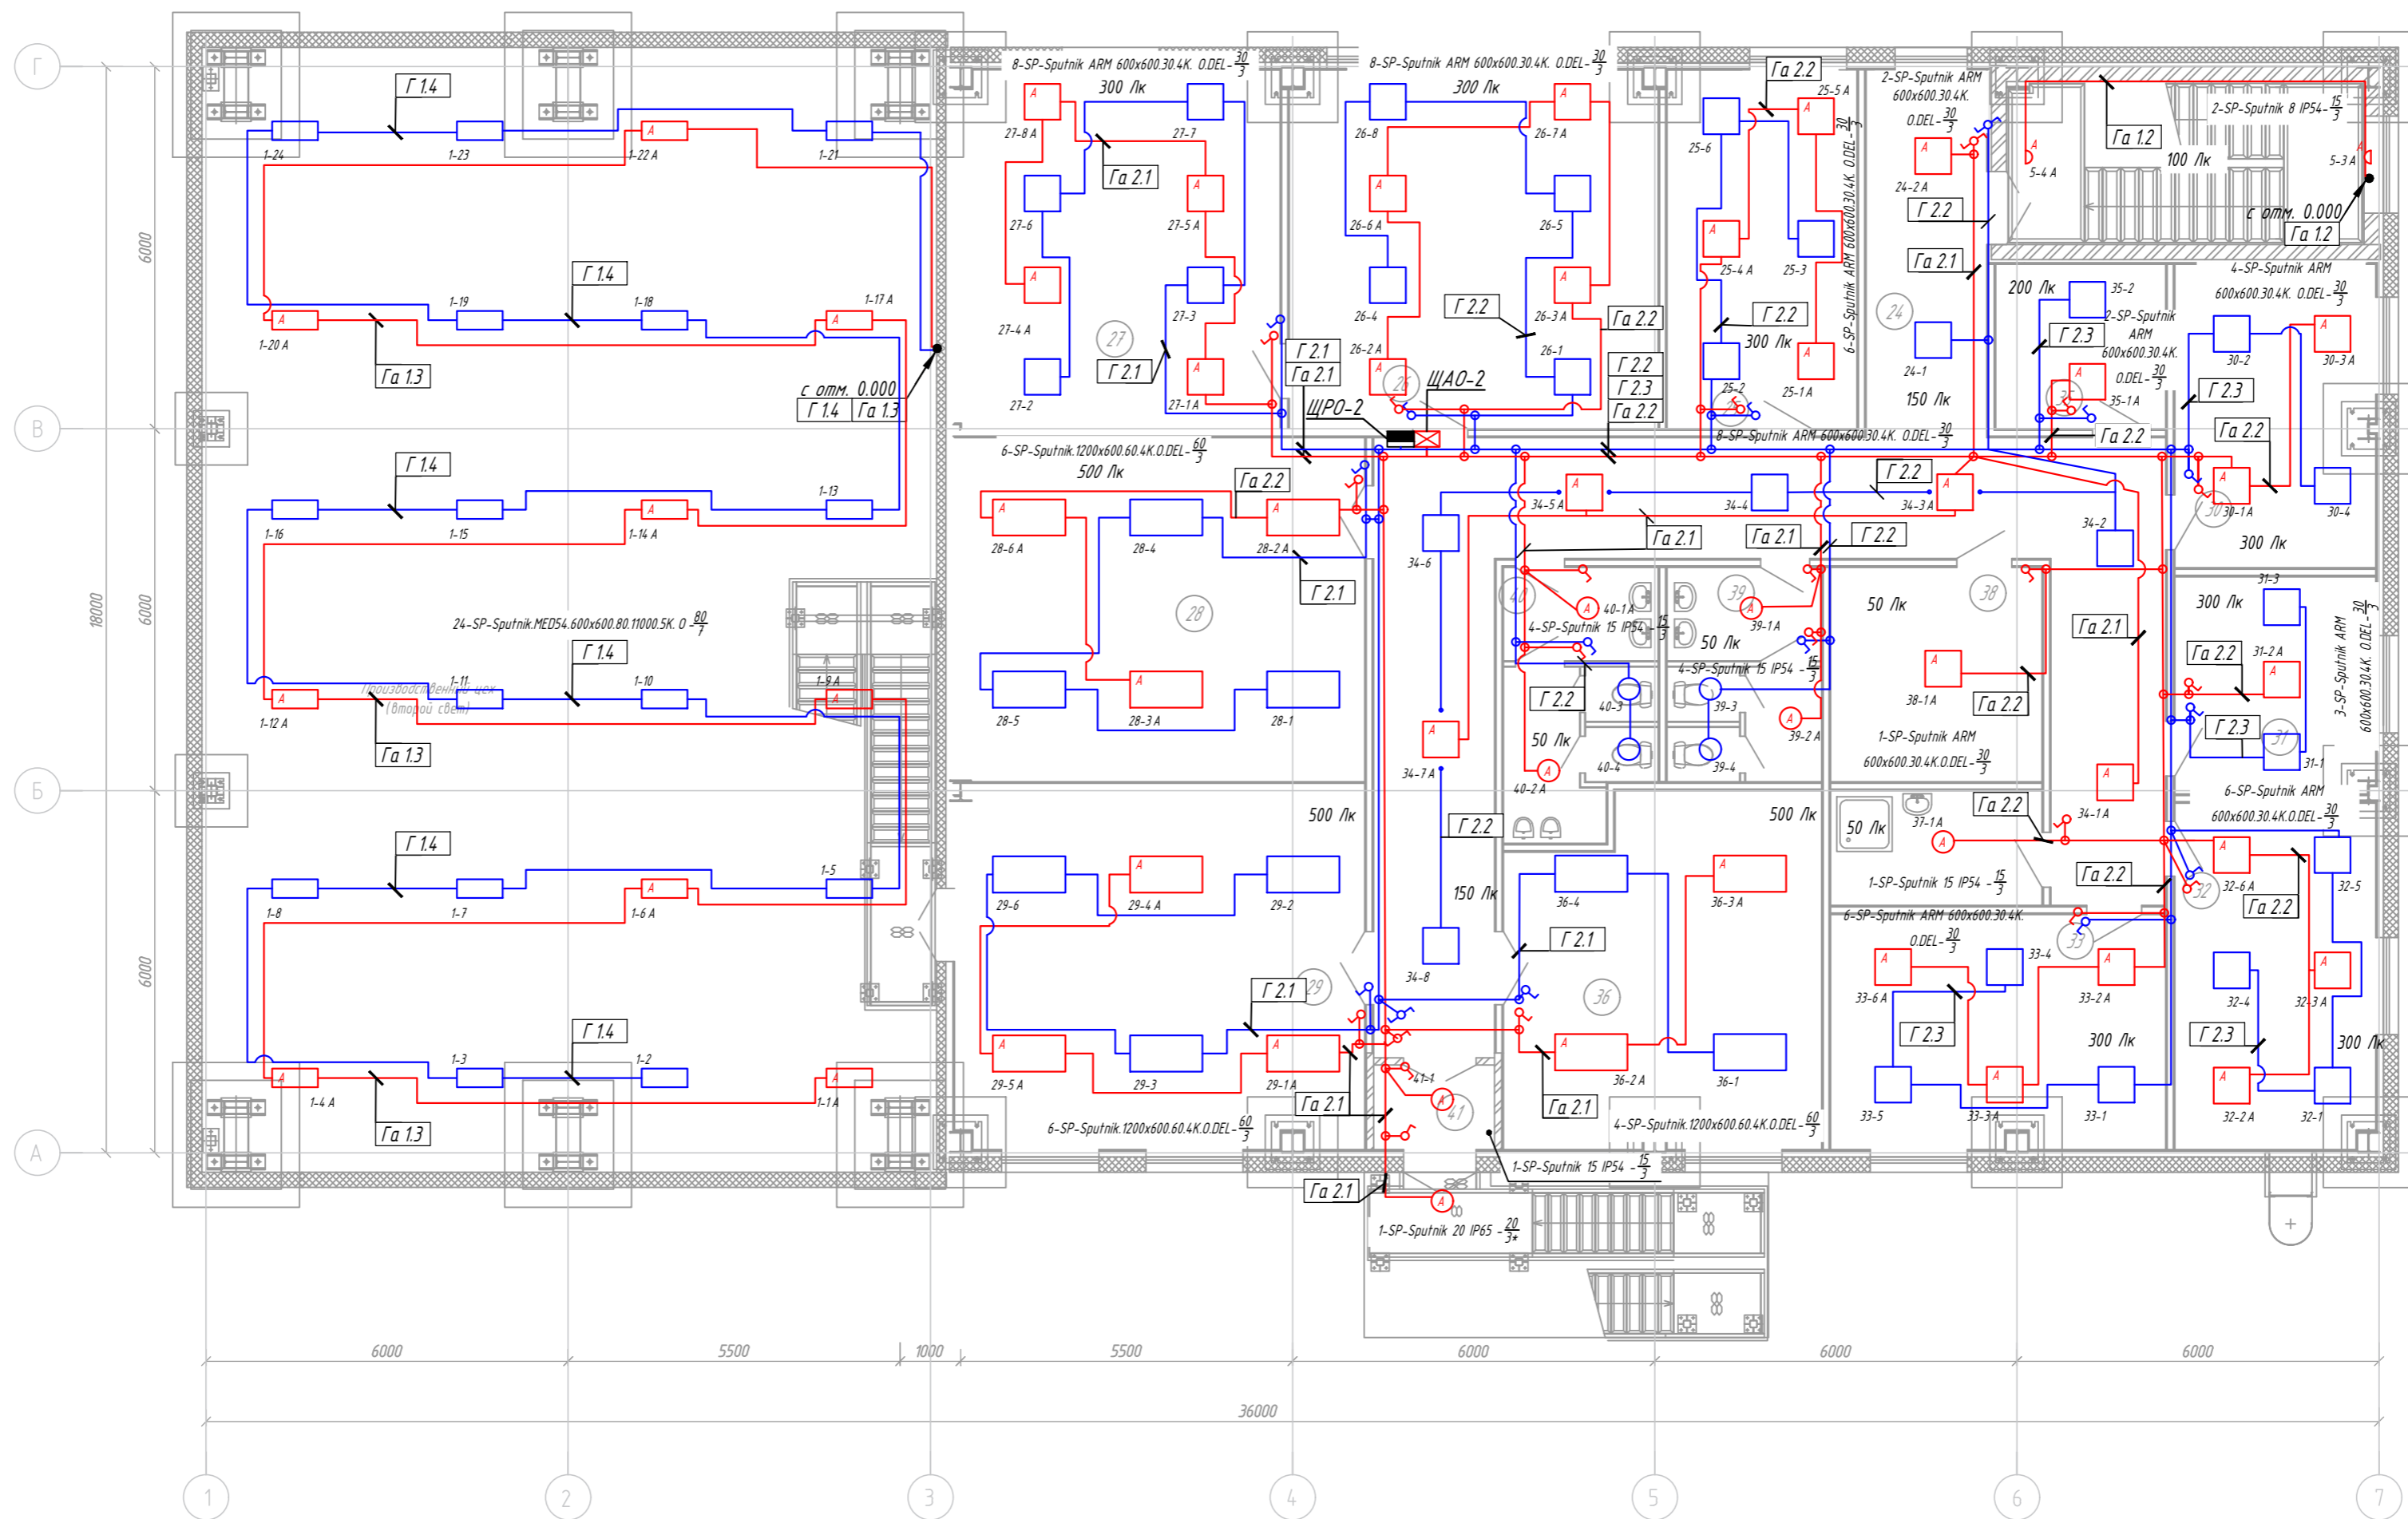 Г
В
Б
А
1
2
3
4
5
6
7
18000
6000
6000
6000
6000
5500
1000
5500
6000
6000
6000
36000
Г 1.4
1-24
1-23
1-22 А
1-21
Г 1.4
1-20 А
1-19
1-18
1-17 А
Га 1.3
с отм. 0.000
Г 1.4
Га 1.3
Г 1.4
1-16
1-15
1-14 А
1-13
24-SP-Sputnik.MED54.600x600.80.11000.5K. O -80/7
Г 1.4
Производственный цех
(второй свет)
1-12 А
1-11
1-10
1-9 А
Га 1.3
Г 1.4
1-8
1-7
1-6 А
1-5
Г 1.4
1-4 А
1-3
1-2
1-1 А
Га 1.3
8-SP-Sputnik ARM 600x600.30.4K. O.DEL-30/3
300 Лк
27-8 А
27-7
Га 2.1
27-6
27-5 А
27-4 А
27
27-3
Г 2.1
27-2
27-1 А
8-SP-Sputnik ARM 600x600.30.4K. O.DEL-30/3
300 Лк
26-8
26-7 А
26-6 А
26-5
26-4
Г 2.2
26-3 А
Га 2.2
Г 2.1
Га 2.1
26-2 А
26
26-1
Г 2.2
Г 2.3
Га 2.2
ЩРО-2
ЩАО-2
Га 2.2
25-6
25-5 А
25-4 А
25-3
Г 2.2
300 Лк
25-2
25-1 А
6-SP-Sputnik ARM 600x600.30.4K. O.DEL-30/3
2-SP-Sputnik ARM
600x600.30.4K.
O.DEL-30/3
24-2 А
Г 2.2
Га 2.1
24
24-1
150 Лк
Га 1.2
2-SP-Sputnik 8 IP54-15/3
100 Лк
5-4 А
5-3 А
с отм. 0.000
Га 1.2
200 Лк
35-2
2-SP-Sputnik
ARM
600x600.30.4K.
O.DEL-30/3
Г 2.3
35-1 А
Га 2.2
4-SP-Sputnik ARM
600x600.30.4K. O.DEL-30/3
30-2
30-3 А
Г 2.3
Га 2.2
30
30-1 А
30-4
300 Лк
6-SP-Sputnik.1200x600.60.4K.O.DEL-60/3
500 Лк
Га 2.2
28-6 А
28-4
28-2 А
Г 2.1
28
28-5
28-3 А
28-1
8-SP-Sputnik ARM 600x600.30.4K. O.DEL-30/3
34-5 А
34-4
Г 2.2
34-3 А
34-2
34-6
Га 2.1
Га 2.1
Г 2.2
40
40-1 А
4-SP-Sputnik 15 IP54 -15/3
39
39-1 А
50 Лк
4-SP-Sputnik 15 IP54 -15/3
Г 2.2
40-3
39-3
39-2 А
50 Лк
40-4
39-4
40-2 А
34-7 А
50 Лк
38
38-1 А
Га 2.2
1-SP-Sputnik ARM
600x600.30.4K.O.DEL-30/3
Га 2.1
34-1 А
31-3
300 Лк
Га 2.2
31-2 А
Г 2.3
31
31-1
3-SP-Sputnik ARM
600x600.30.4K. O.DEL-30/3
500 Лк
29-6
29-4 А
29-2
29
Г 2.1
29-5 А
29-3
29-1 А
Га 2.1
6-SP-Sputnik.1200x600.60.4K.O.DEL-60/3
Г 2.2
150 Лк
34-8
500 Лк
36-4
36-3 А
Г 2.1
36
36-2 А
36-1
Га 2.1
4-SP-Sputnik.1200x600.60.4K.O.DEL-60/3
41-1
41
1-SP-Sputnik 15 IP54 -15/3
Га 2.1
1-SP-Sputnik 20 IP65 -20/3*
50 Лк
37-1 А
Га 2.2
1-SP-Sputnik 15 IP54 -15/3
Га 2.2
6-SP-Sputnik ARM 600x600.30.4K.
O.DEL-30/3
33
33-6 А
33-4
33-2 А
Г 2.3
300 Лк
33-5
33-3 А
33-1
6-SP-Sputnik ARM
600x600.30.4K.O.DEL-30/3
32
32-6 А
32-5
Га 2.2
32-4
32-3 А
Г 2.3
300 Лк
32-2 А
32-1